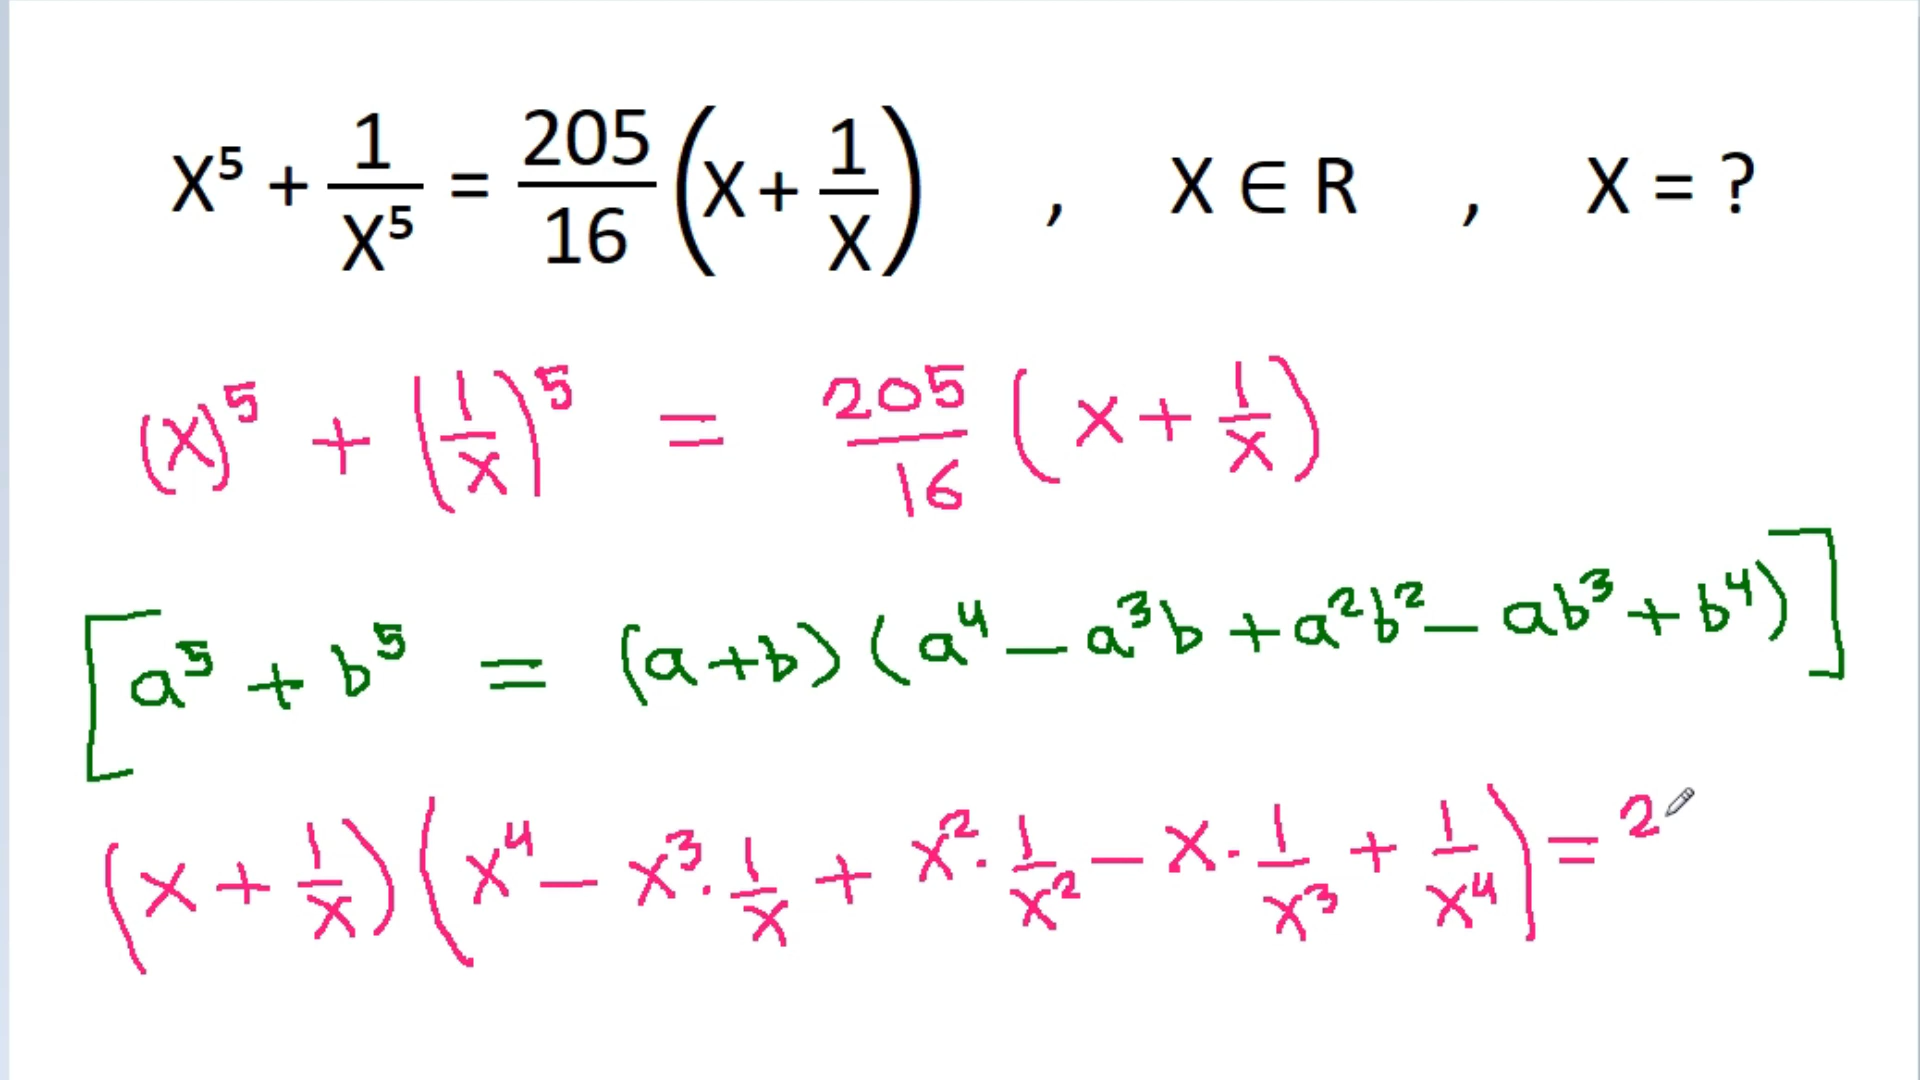 X⁵ + 1/X⁵ = 205/16 (X + 1/X) , X ∈ R , X = ?
(x)⁵ + (1/x)⁵ = 205/16 (x + 1/x)
[a⁵ + b⁵ = (a+b)(a⁴ − a³b + a²b² − ab³ + b⁴)]
(x + 1/x)(x⁴ − x³·1/x + x²·1/x² − x·1/x³ + 1/x⁴) = 2